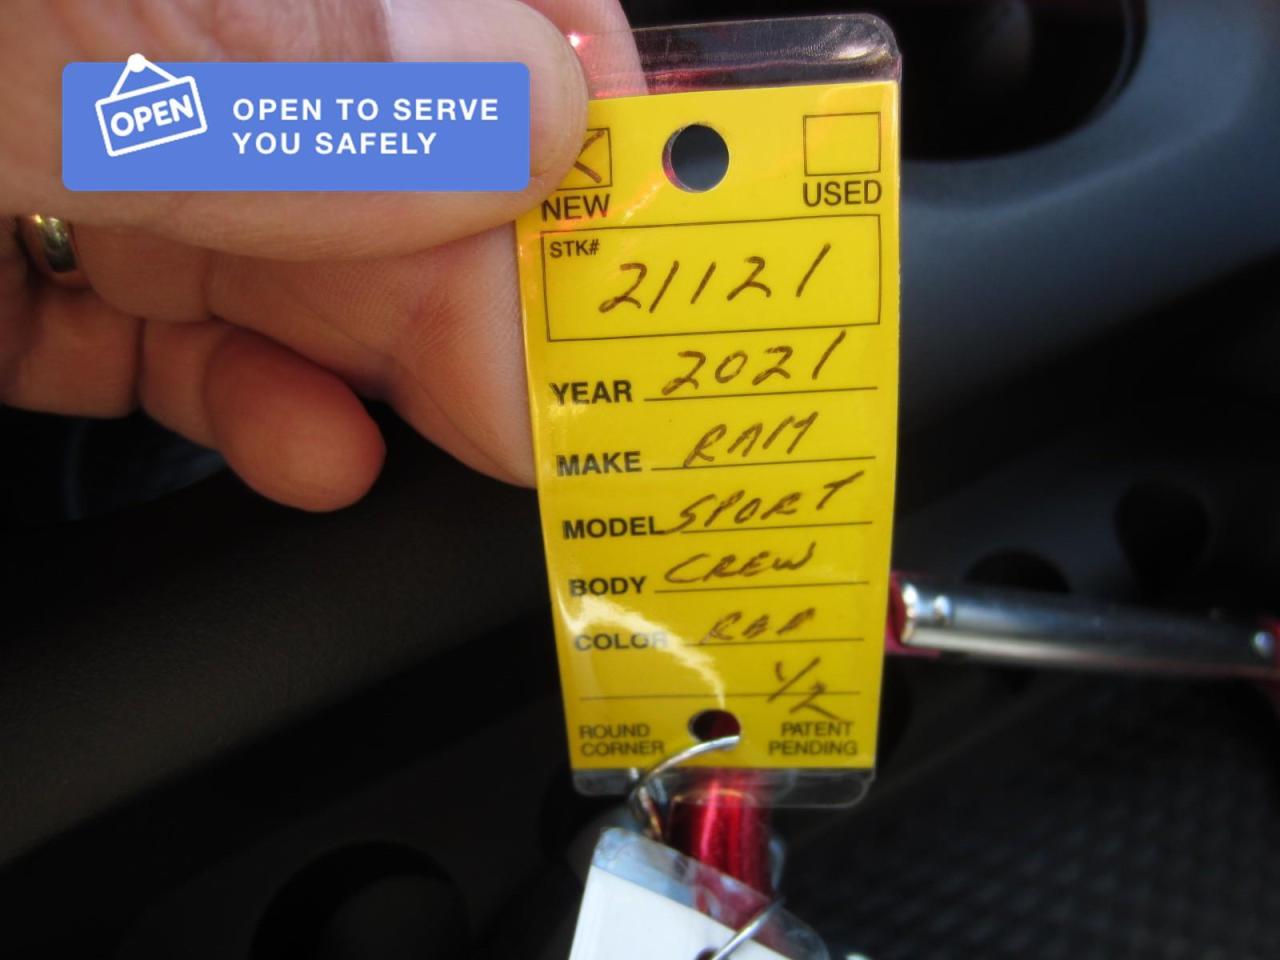 OPEN
OPEN TO SERVE
YOU SAFELY
NEW
USED
STK# 21121
YEAR 2021
MAKE RAM
MODEL SPORT
BODY CREW
COLOR RED
1/2
ROUND CORNER
PATENT PENDING